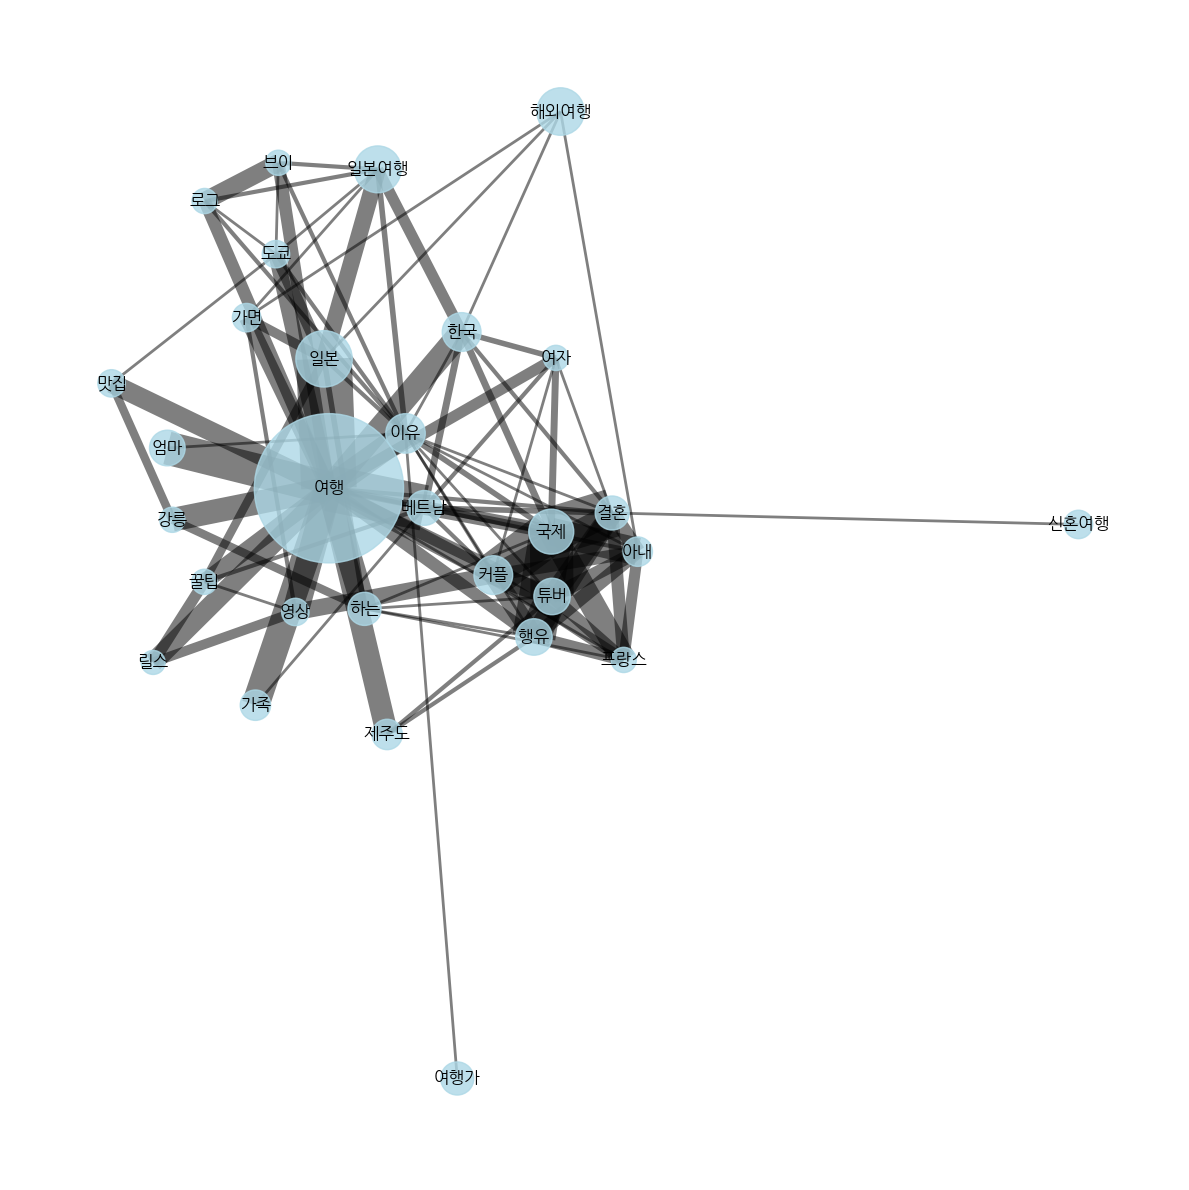 해외여행
브이
일본여행
로그
도쿄
가면
한국
일본
여자
맛집
이유
엄마
여행
베트남
결혼
강릉
신혼여행
국제
아내
커플
꿀팁
튜버
영상
하는
행유
릴스
프랑스
가족
제주도
여행가